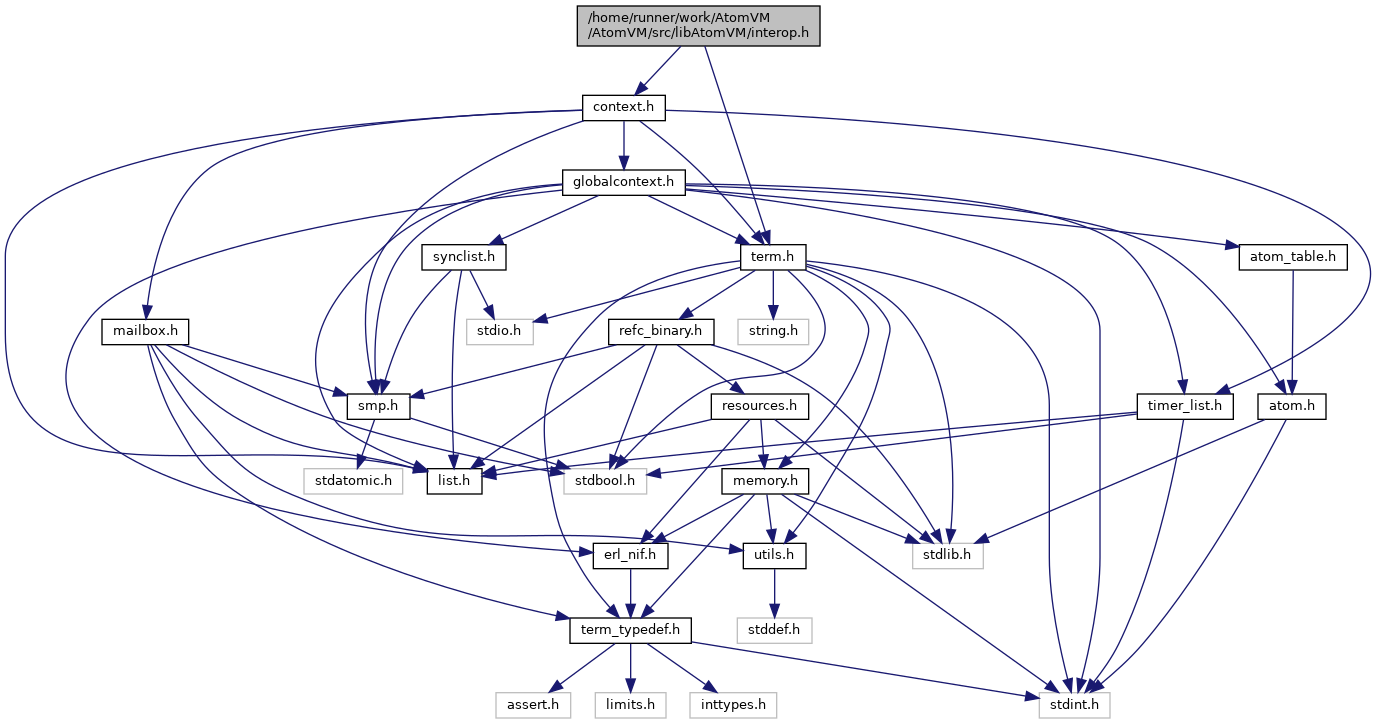 /home/runner/work/AtomVM
/AtomVM/src/libAtomVM/interop.h
context.h
globalcontext.h
synclist.h
term.h
atom_table.h
mailbox.h
stdio.h
refc_binary.h
string.h
smp.h
resources.h
timer_list.h
atom.h
stdatomic.h
list.h
stdbool.h
memory.h
erl_nif.h
utils.h
stdlib.h
term_typedef.h
stddef.h
assert.h
limits.h
inttypes.h
stdint.h